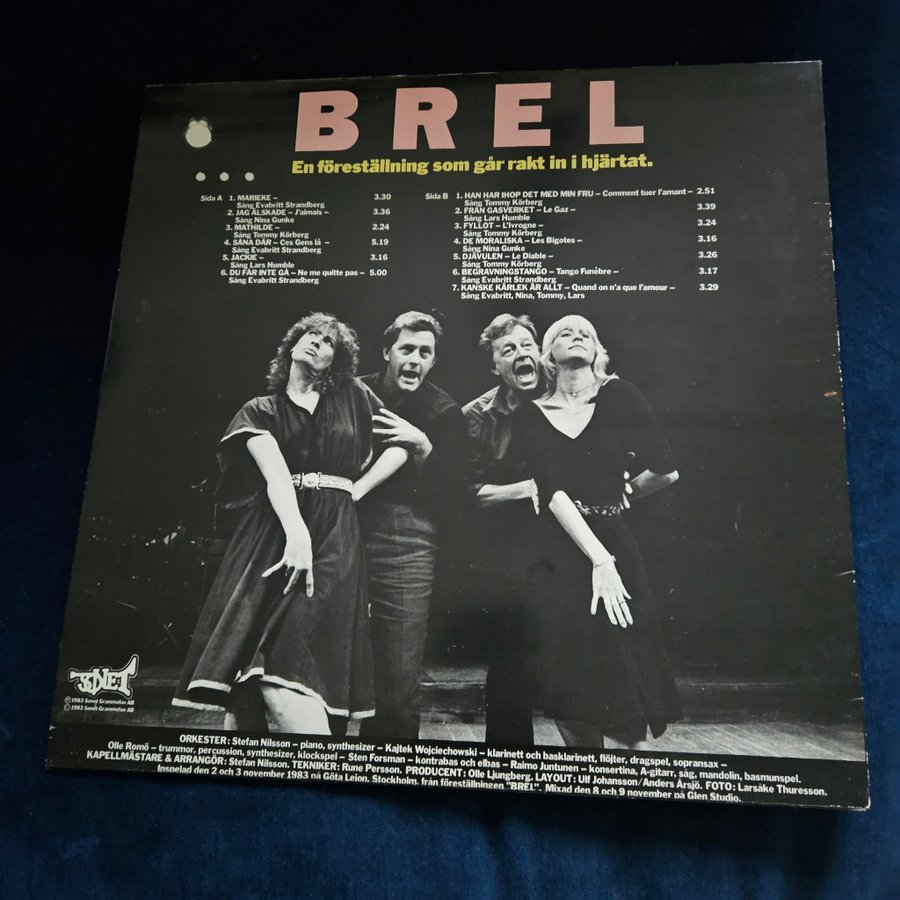 BREL
En föreställning som går rakt in i hjärtat.
Sida A 1. MARIEKE – 3.30
Sång Evabritt Strandberg
2. JAG ÄLSKADE – J'aimais – 3.36
Sång Nina Gunke
3. MATHILDE – 2.24
Sång Tommy Körberg
4. SÅNA DÄR – Ces Gens là – 5.19
Sång Evabritt Strandberg
5. JACKIE – 3.16
Sång Lars Humble
6. DU FÅR INTE GÅ – Ne me quitte pas – 5.00
Sång Evabritt Strandberg
Sida B 1. HAN HAR IHOP DET MED MIN FRU – Comment tuer l'amant – 2.51
Sång Tommy Körberg
2. FRÅN GASVERKET – Le Gaz – 3.39
Sång Lars Humble
3. FYLLOT – L'Ivrogne – 3.24
Sång Tommy Körberg
4. DE MORALISKA – Les Bigotes – 3.16
Sång Nina Gunke
5. DJÄVULEN – Le Diable – 3.26
Sång Tommy Körberg
6. BEGRAVNINGSTANGO – Tango Funèbre – 3.17
Sång Evabritt Strandberg
7. KANSKE KÄRLEK ÄR ALLT – Quand on n'a que l'amour – 3.29
Sång Evabritt, Nina, Tommy, Lars
SONET
℗ 1983 Sonet Grammofon AB
© 1983 Sonet Grammofon AB
ORKESTER: Stefan Nilsson – piano, synthesizer – Kajtek Wojciechowski – klarinett och basklarinett, flöjter, dragspel, sopransax –
Olle Romö – trummor, percussion, synthesizer, klockspel – Sten Forsman – kontrabas och elbas – Raimo Juntunen – konsertina, A-gitarr, såg, mandolin, basmunspel.
KAPELLMÄSTARE & ARRANGÖR: Stefan Nilsson. TEKNIKER: Rune Persson. PRODUCENT: Olle Ljungberg. LAYOUT: Ulf Johansson/Anders Ärsjö. FOTO: Larsåke Thuresson.
Inspelad den 2 och 3 november 1983 på Göta Lejon, Stockholm, från föreställningen "BREL". Mixad den 8 och 9 november på Glen Studio.